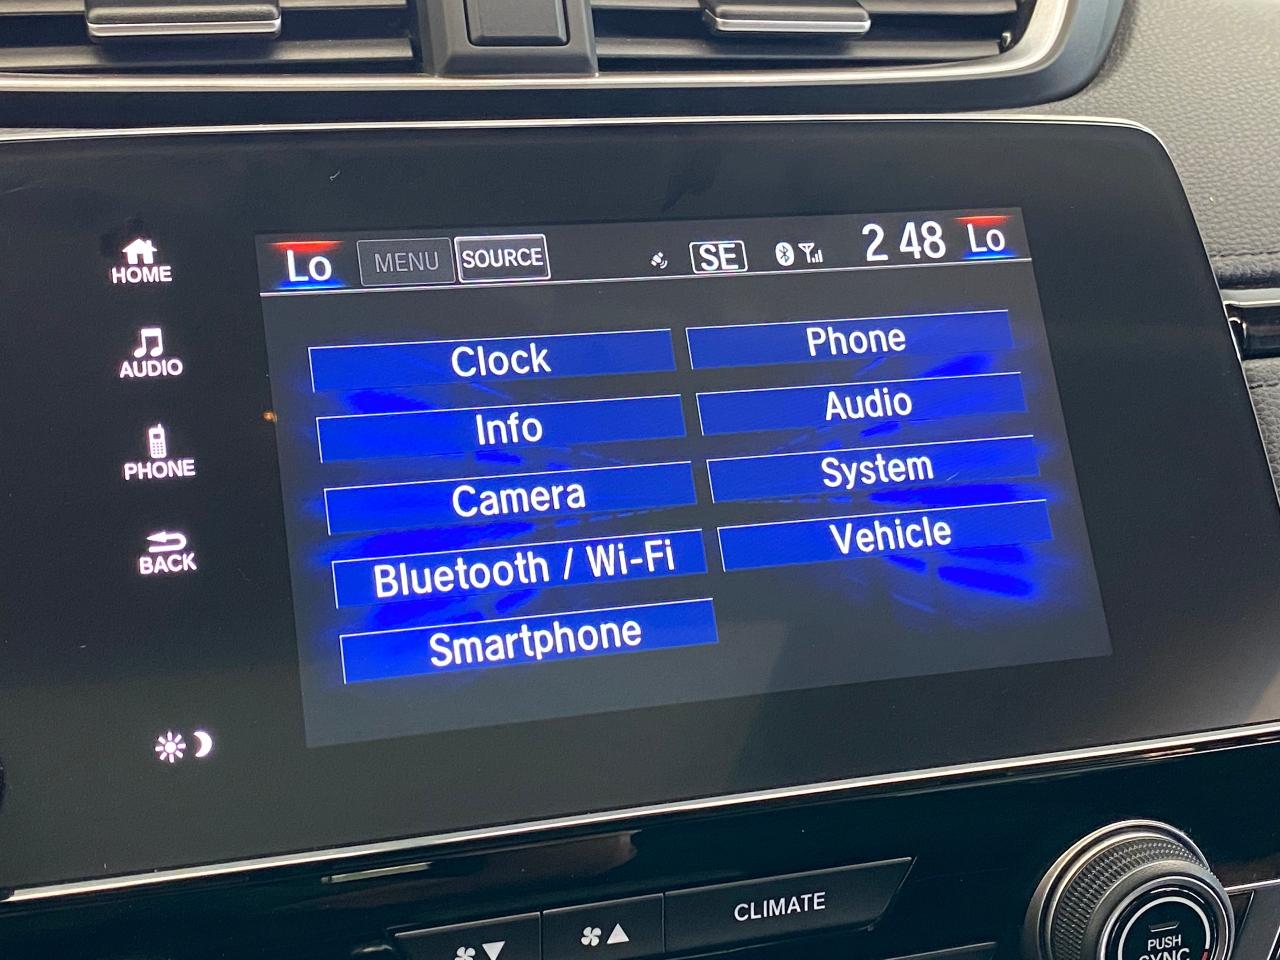 Lo MENU SOURCE SE 2 48 Lo
HOME
AUDIO
PHONE
BACK
Clock Phone
Info Audio
Camera System
Bluetooth / Wi-Fi Vehicle
Smartphone
CLIMATE
PUSH
SYNC